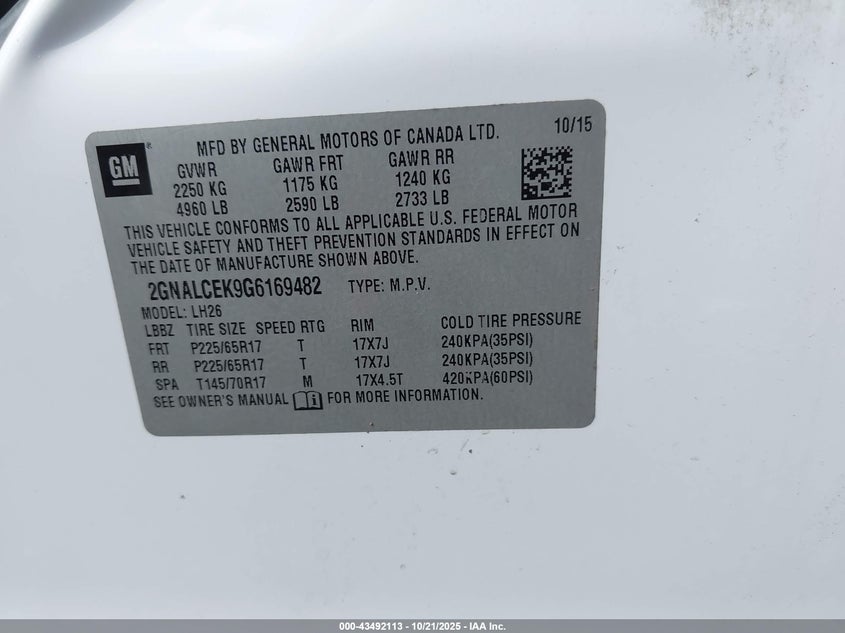 GM
MFD BY GENERAL MOTORS OF CANADA LTD. 10/15
GVWR GAWR FRT GAWR RR
2250 KG 1175 KG 1240 KG
4960 LB 2590 LB 2733 LB
THIS VEHICLE CONFORMS TO ALL APPLICABLE U.S. FEDERAL MOTOR
VEHICLE SAFETY AND THEFT PREVENTION STANDARDS IN EFFECT ON
THE DATE OF MANUFACTURE SHOWN ABOVE.
2GNALCEK9G6169482 TYPE: M.P.V.
MODEL: LH26
LBBZ TIRE SIZE SPEED RTG RIM COLD TIRE PRESSURE
FRT P225/65R17 T 17X7J 240KPA(35PSI)
RR P225/65R17 T 17X7J 240KPA(35PSI)
SPA T145/70R17 M 17X4.5T 420KPA(60PSI)
SEE OWNER'S MANUAL i FOR MORE INFORMATION.
000-43492113 - 10/21/2025 - IAA Inc.